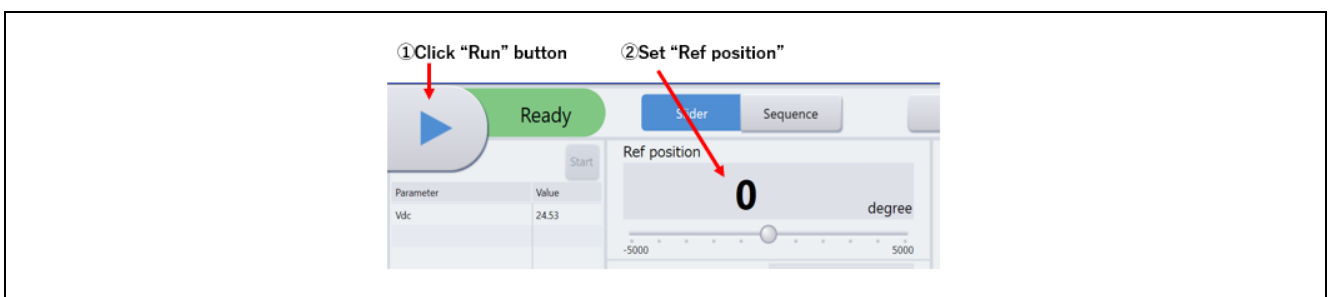 ①Click “Run” button
②Set “Ref position”
Ready
Slider
Sequence
Start
Ref position
Parameter
Value
0
degree
Vdc
24.53
-5000
5000